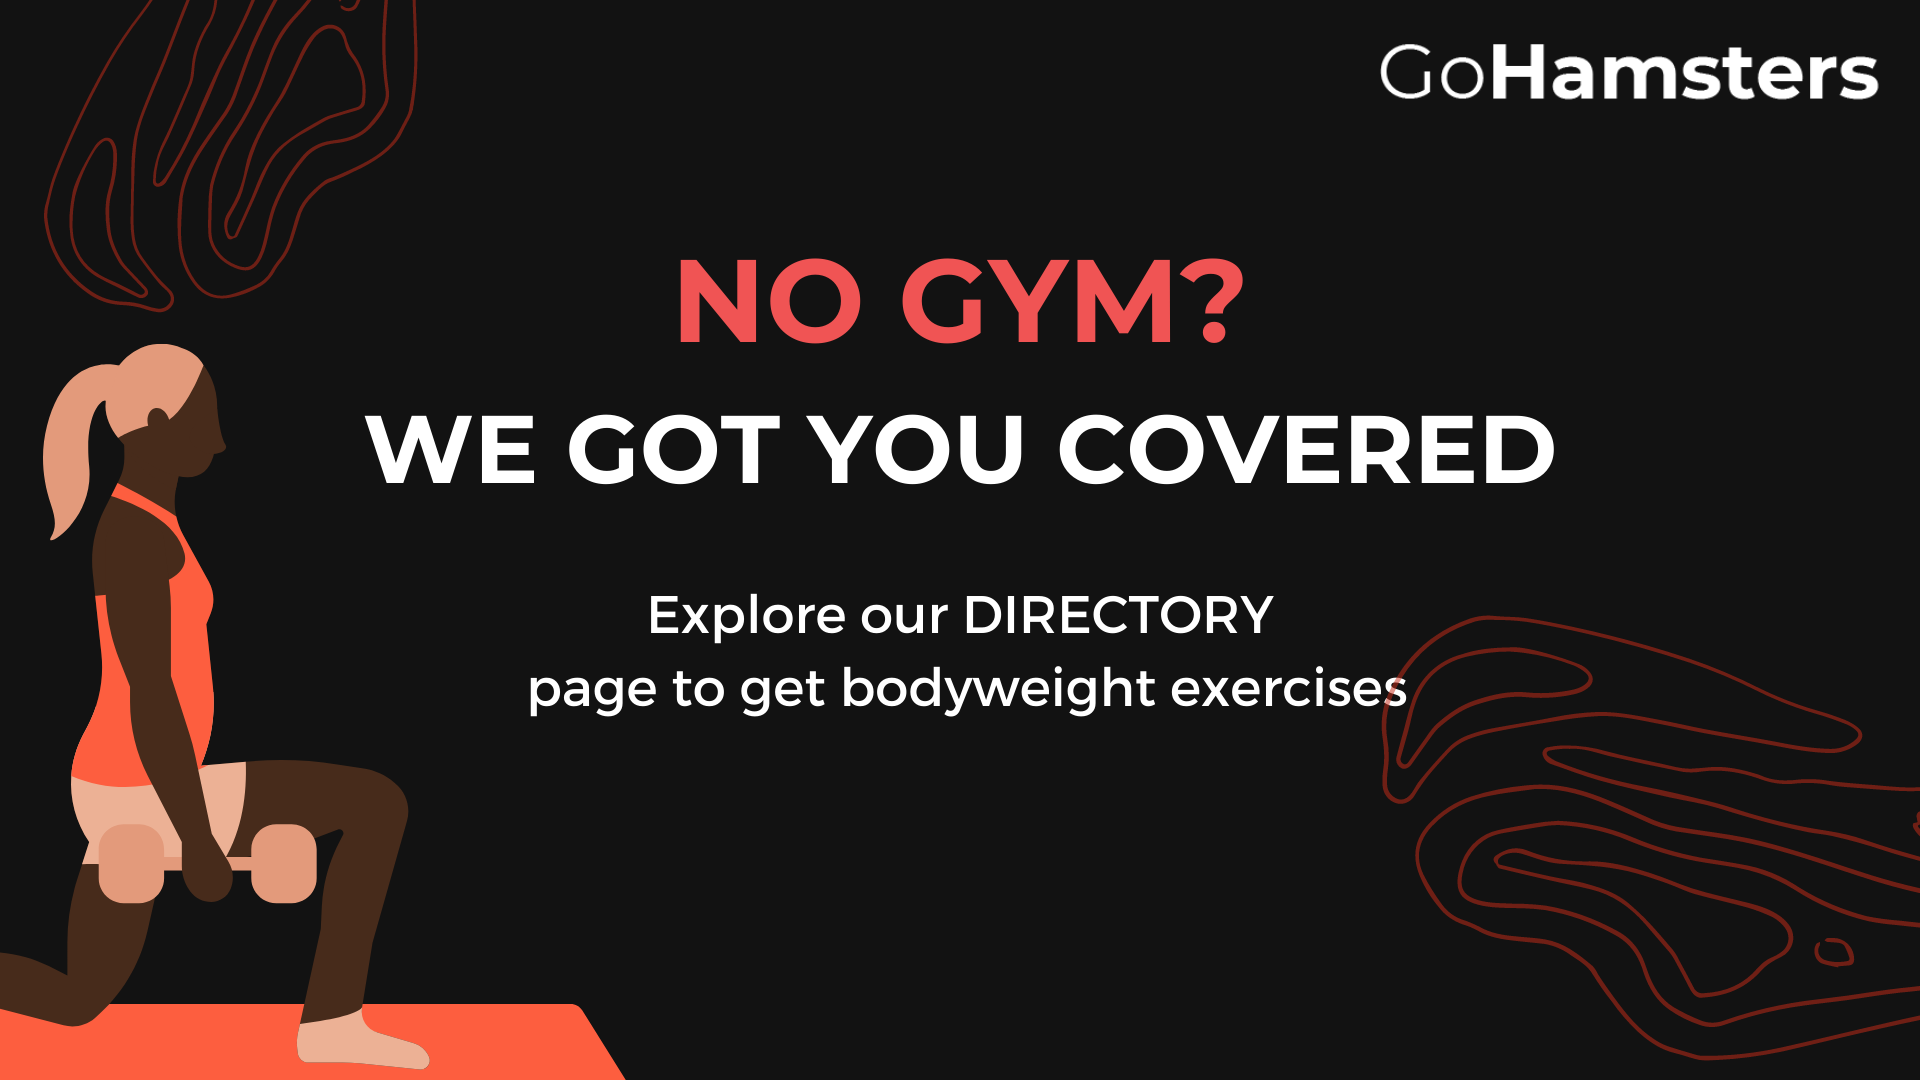 GoHamsters
NO GYM?
WE GOT YOU COVERED
Explore our DIRECTORY
page to get bodyweight exercises